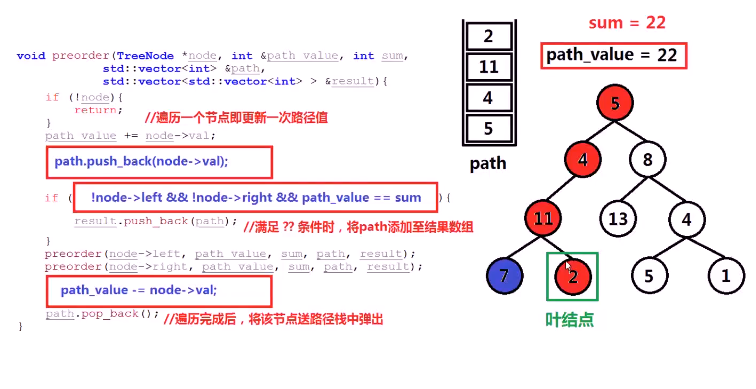 void preorder(TreeNode *node, int &path_value, int sum,
std::vector<int> &path,
std::vector<std::vector<int> > &result){
if (!node){
return;
}
//遍历一个节点即更新一次路径值
path_value += node->val;
path.push_back(node->val);
if ( !node->left && !node->right && path_value == sum ){
result.push_back(path); //满足 ?? 条件时，将path添加至结果数组
}
preorder(node->left, path_value, sum, path, result);
preorder(node->right, path_value, sum, path, result);
path_value -= node->val;
path.pop_back(); //遍历完成后，将该节点送路径栈中弹出
}
2
11
4
5
path
sum = 22
path_value = 22
5
4
8
11
13
4
7
2
5
1
叶结点